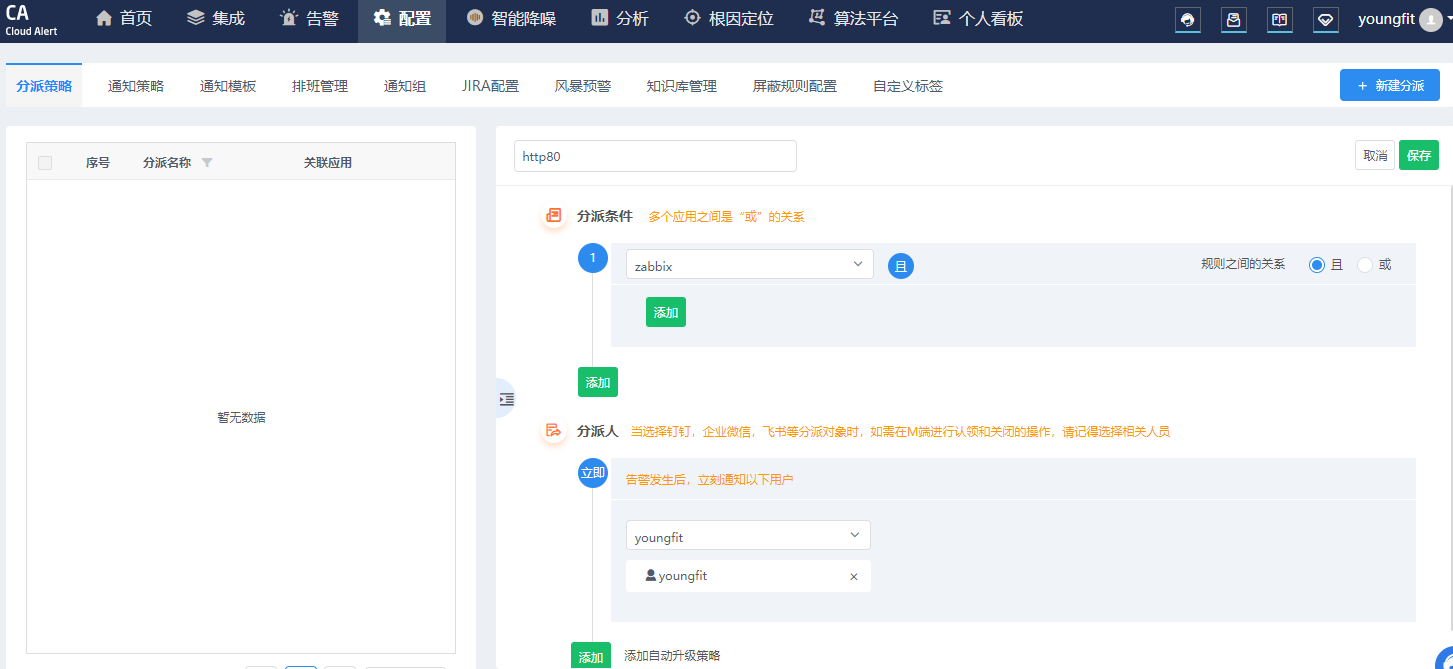 CA
Cloud Alert
首页
集成
告警
配置
智能降噪
分析
根因定位
算法平台
个人看板
youngfit
分派策略
通知策略
通知模板
排班管理
通知组
JIRA配置
风暴预警
知识库管理
屏蔽规则配置
自定义标签
+ 新建分派
序号
分派名称
关联应用
暂无数据
http80
取消
保存
分派条件
多个应用之间是“或”的关系
1
zabbix
且
规则之间的关系
且
或
添加
添加
分派人
当选择钉钉，企业微信，飞书等分派对象时，如需在M端进行认领和关闭的操作，请记得选择相关人员
立即
告警发生后，立刻通知以下用户
youngfit
youngfit
×
添加
添加自动升级策略